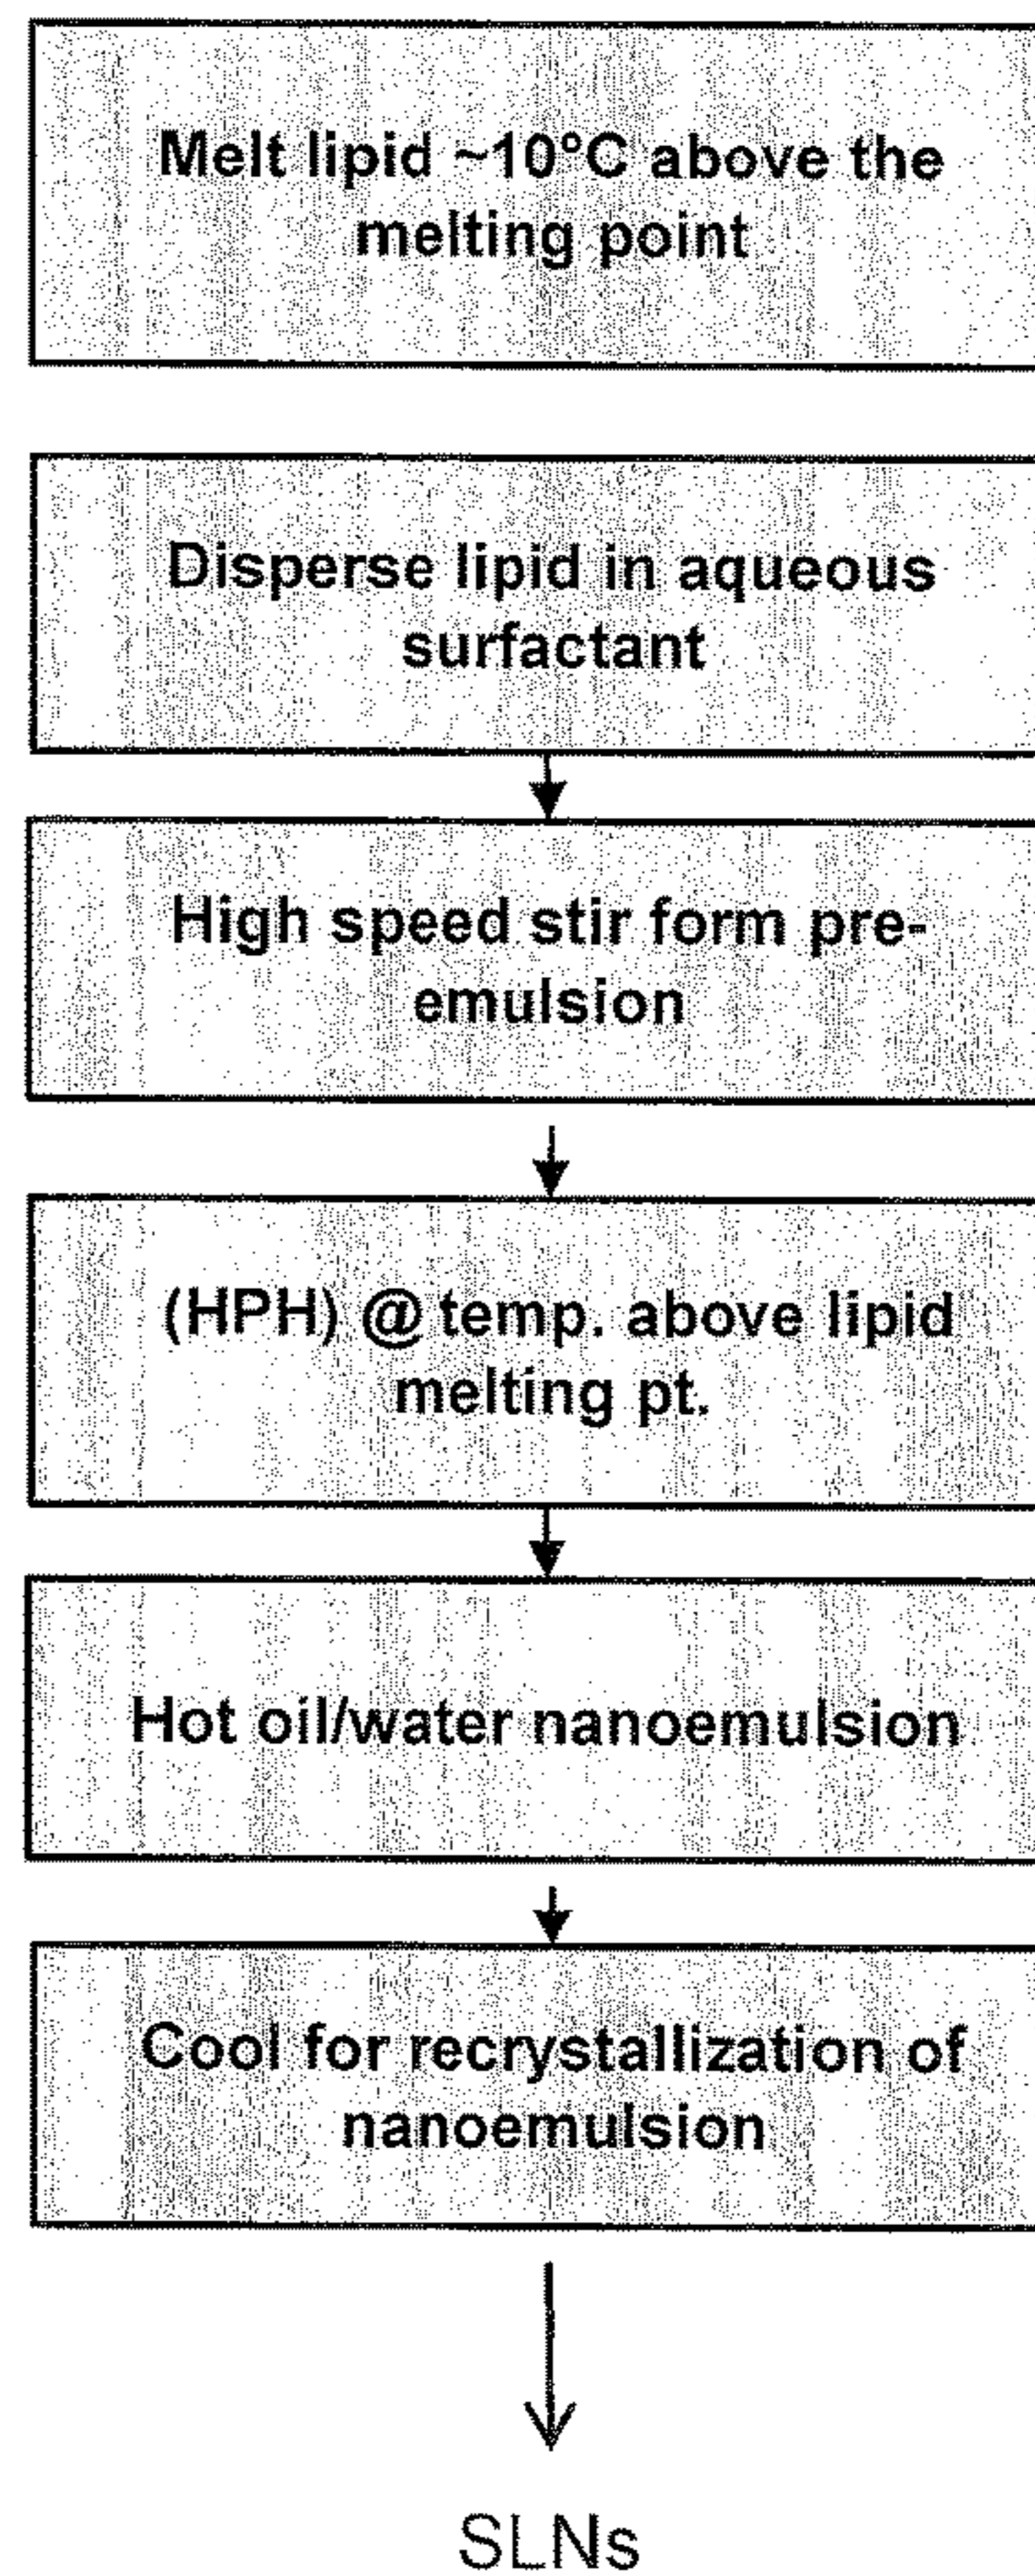 Melt lipid ~10°C above the
melting point
Disperse lipid in aqueous
surfactant
High speed stir form pre-
emulsion
(HPH) @ temp. above lipid
melting pt.
Hot oil/water nanoemulsion
Cool for recrystallization of
nanoemulsion
SLNs